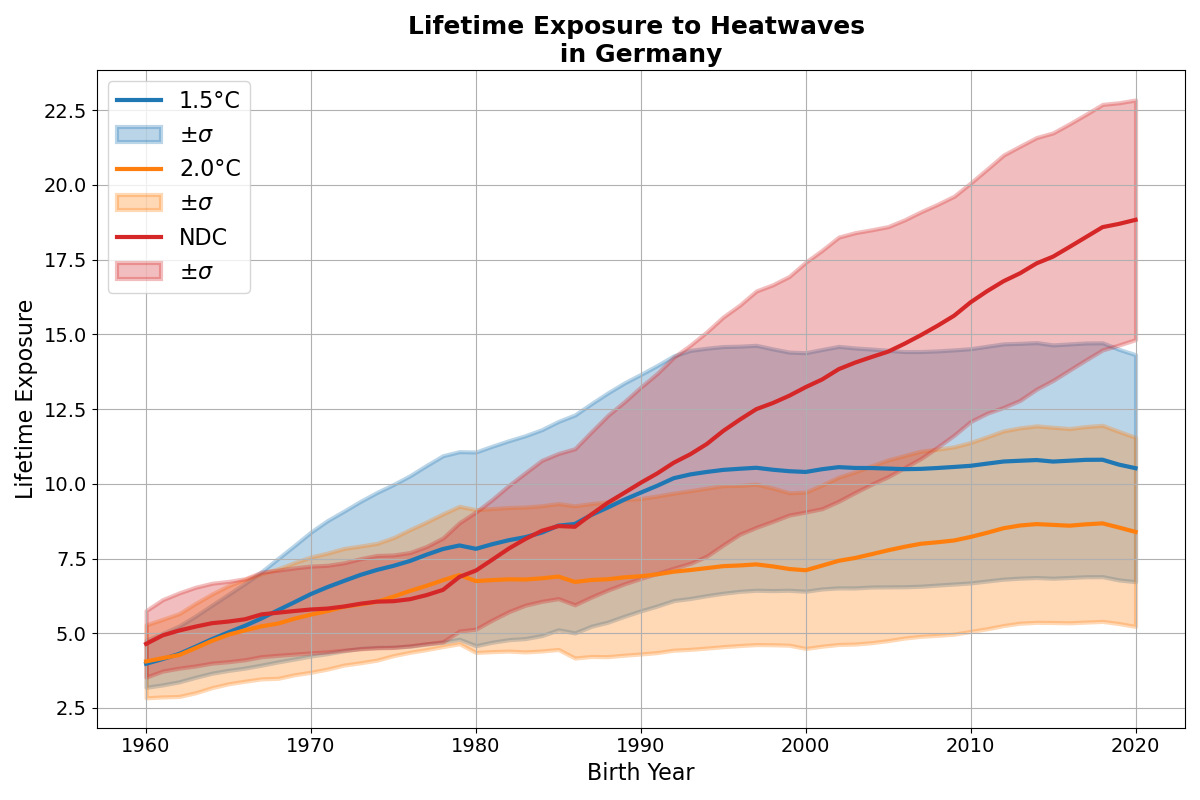 Lifetime Exposure to Heatwaves
in Germany
1.5°C
±σ
2.0°C
±σ
NDC
±σ
Lifetime Exposure
22.5
20.0
17.5
15.0
12.5
10.0
7.5
5.0
2.5
1960 1970 1980 1990 2000 2010 2020
Birth Year